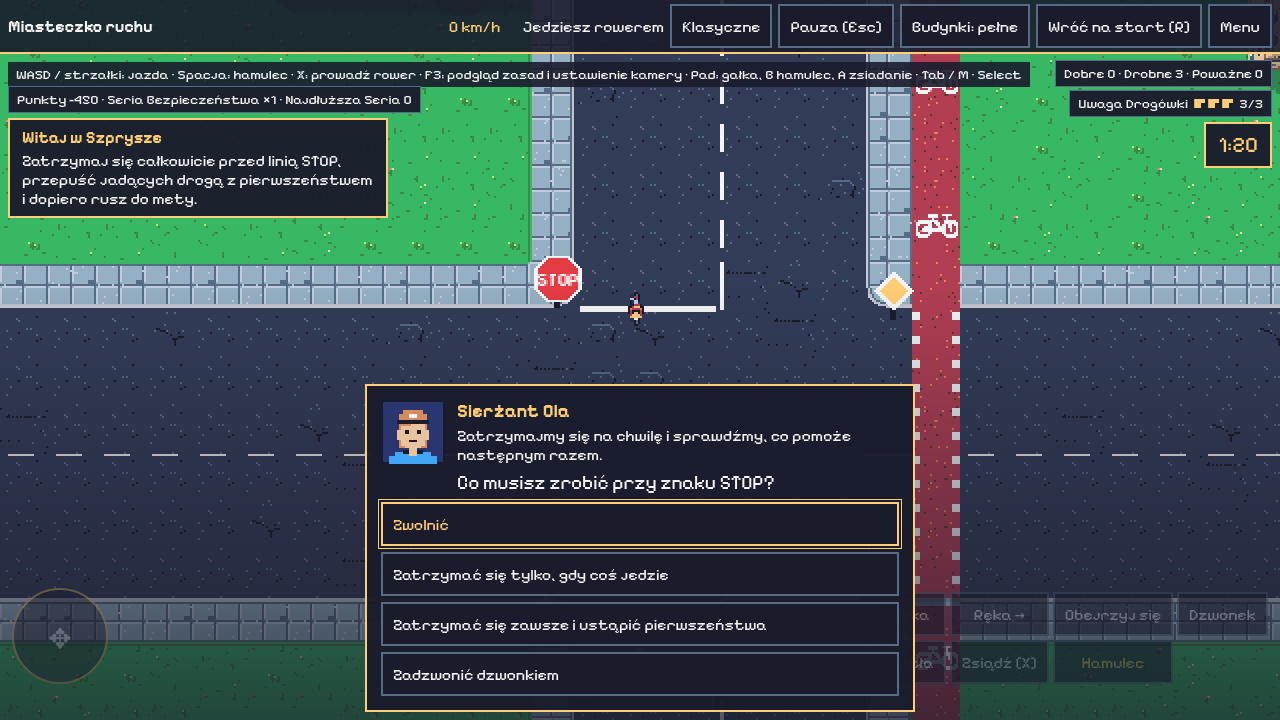 Miasteczko ruchu
0 km/h
Jedziesz rowerem
Klasyczne
Pauza (Esc)
Budynki: pełne
Wróć na start (R)
Menu
WASD / strzałki: jazda · Spacja: hamulec · X: prowadź rower · F3: podgląd zasad i ustawienie kamery · Pad: gałka, B hamulec, A zsiadanie · Tab / M · Select
Dobre 0 · Drobne 3 · Poważne 0
Punkty -430 · Seria Bezpieczeństwa ×1 · Najdłuższa Seria 0
Uwaga Drogówki 3/3
1:20
Witaj w Szprysze
Zatrzymaj się całkowicie przed linią STOP,
przepuść jadących drogą z pierwszeństwem
i dopiero rusz do mety.
STOP
Sierżant Ola
Zatrzymajmy się na chwilę i sprawdźmy, co pomoże
następnym razem.
Co musisz zrobić przy znaku STOP?
Zwolnić
Zatrzymać się tylko, gdy coś jedzie
Zatrzymać się zawsze i ustąpić pierwszeństwa
Zadzwonić dzwonkiem
Ręka →
Obejrzyj się
Dzwonek
Zsiądź (X)
Hamulec